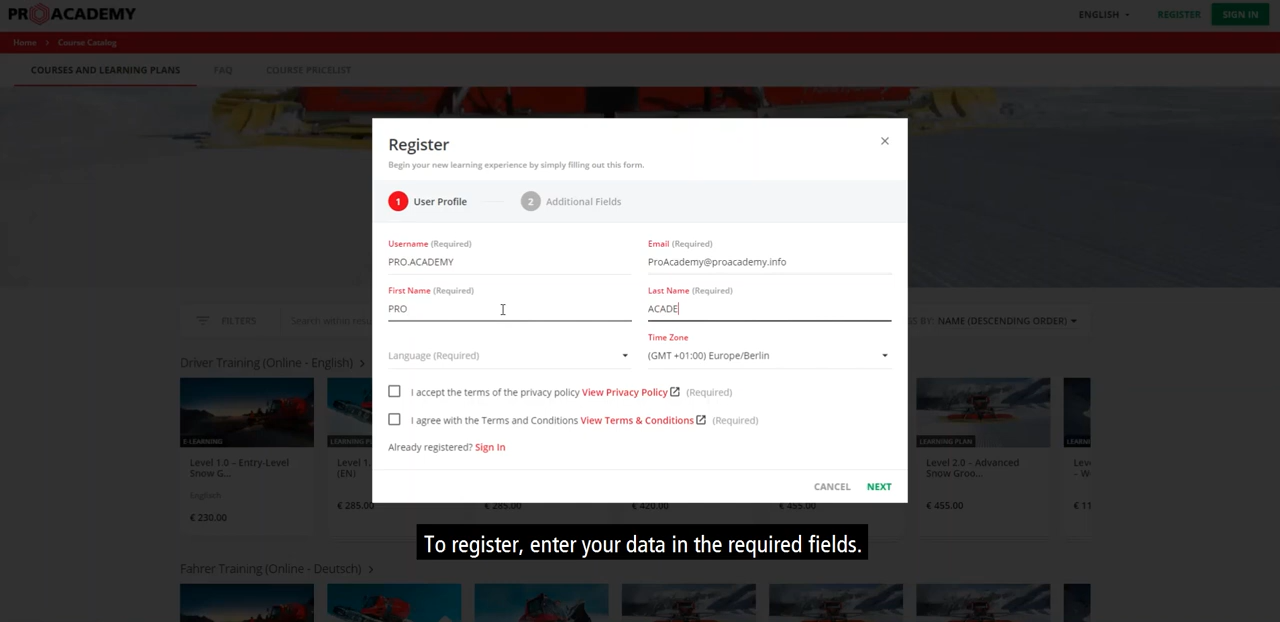 PRO ACADEMY
ENGLISH
REGISTER
SIGN IN
Home > Course Catalog
COURSES AND LEARNING PLANS
FAQ
COURSE PRICELIST
Register
Begin your new learning experience by simply filling out this form.
1 User Profile
2 Additional Fields
Username (Required)
PRO.ACADEMY
Email (Required)
ProAcademy@proacademy.info
First Name (Required)
PRO
Last Name (Required)
ACADE
Language (Required)
Time Zone
(GMT +01:00) Europe/Berlin
I accept the terms of the privacy policy View Privacy Policy (Required)
I agree with the Terms and Conditions View Terms & Conditions (Required)
Already registered? Sign In
CANCEL
NEXT
FILTERS
Search within
BY: NAME (DESCENDING ORDER)
Driver Training (Online - English) >
E-LEARNING
LEARNING PLAN
Level 1.0 – Entry-Level
Snow G...
Englisch
€ 230.00
Level 1.
(EN)
€ 285.00
€ 285.00
€ 420.00
€ 455.00
Level 2.0 – Advanced
Snow Groo...
€ 455.00
€ 11
To register, enter your data in the required fields.
Fahrer Training (Online - Deutsch) >